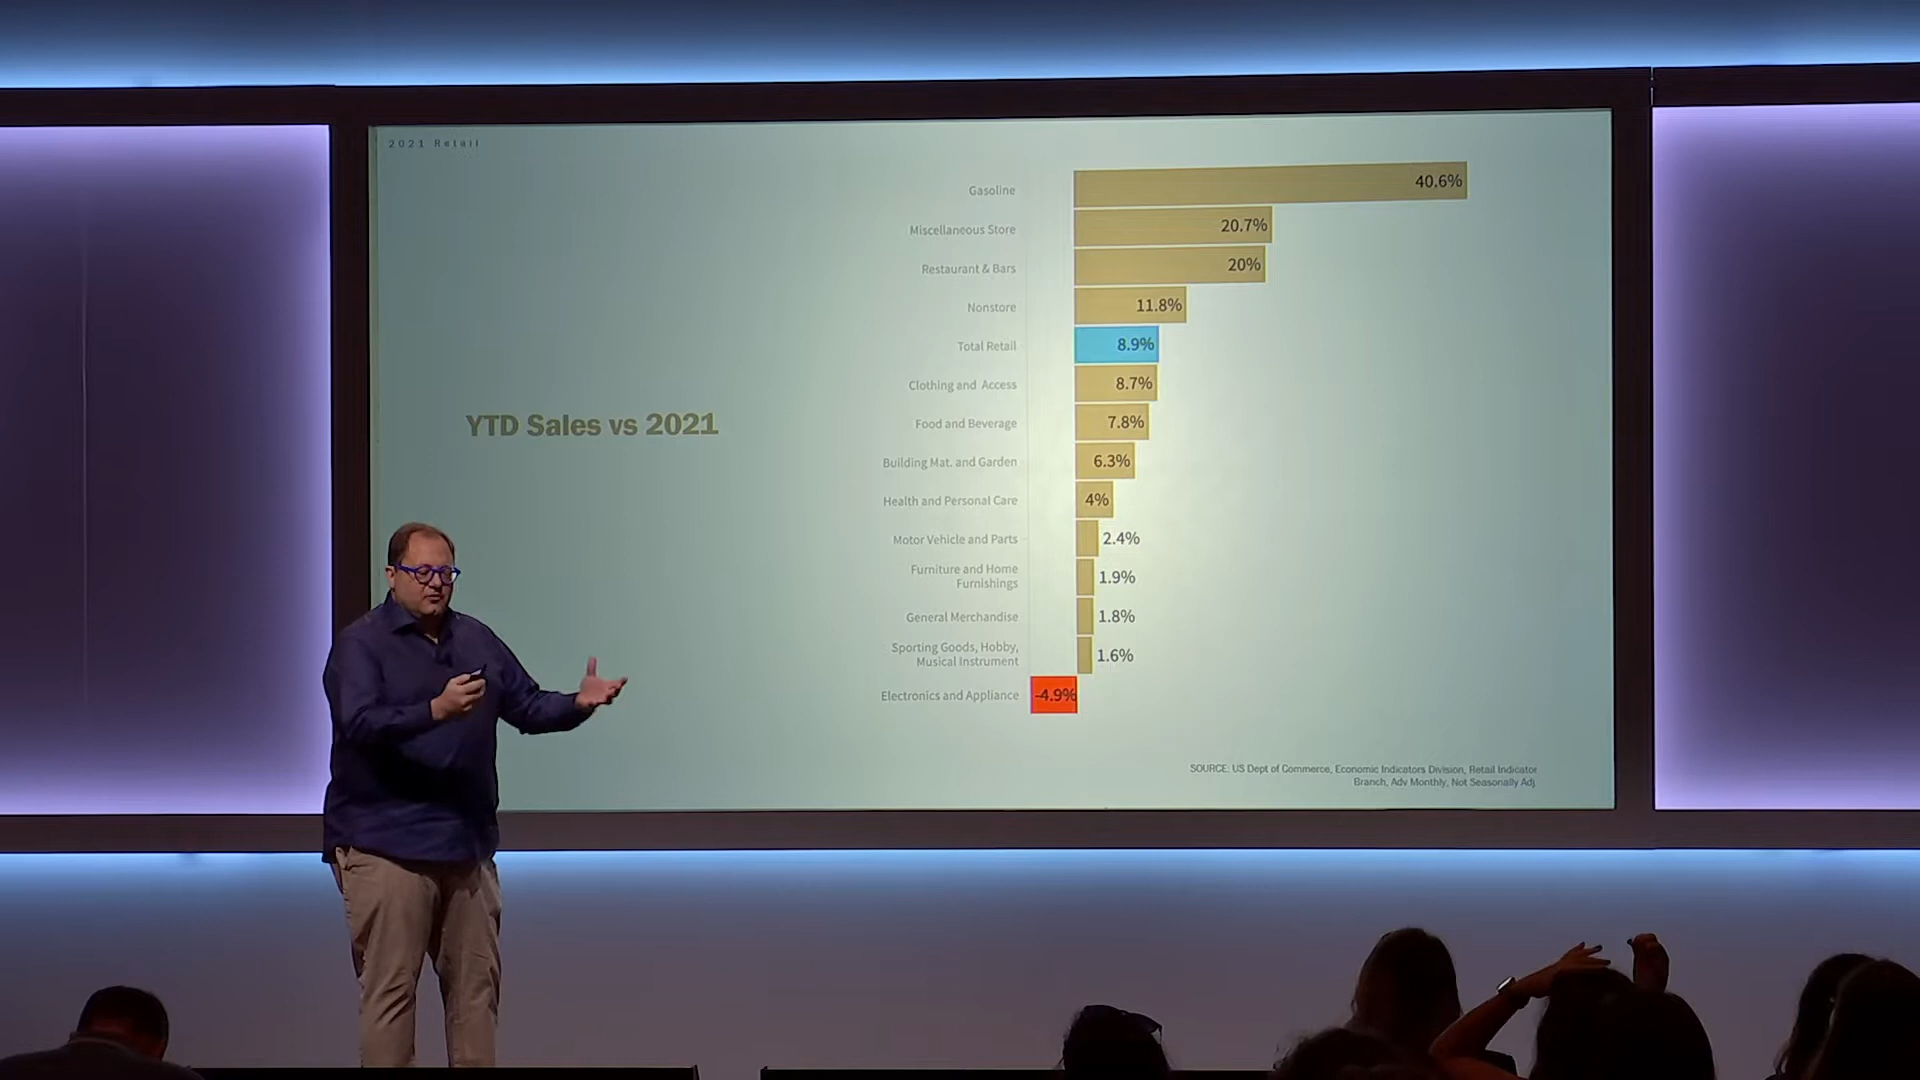 2021 Retail
YTD Sales vs 2021
Gasoline 40.6%
Miscellaneous Store 20.7%
Restaurant & Bars 20%
Nonstore 11.8%
Total Retail 8.9%
Clothing and Access 8.7%
Food and Beverage 7.8%
Building Mat. and Garden 6.3%
Health and Personal Care 4%
Motor Vehicle and Parts 2.4%
Furniture and Home
Furnishings 1.9%
General Merchandise 1.8%
Sporting Goods, Hobby,
Musical Instrument 1.6%
Electronics and Appliance -4.9%
SOURCE: US Dept of Commerce, Economic Indicators Division, Retail Indicator
Branch, Adv Monthly, Not Seasonally Adj